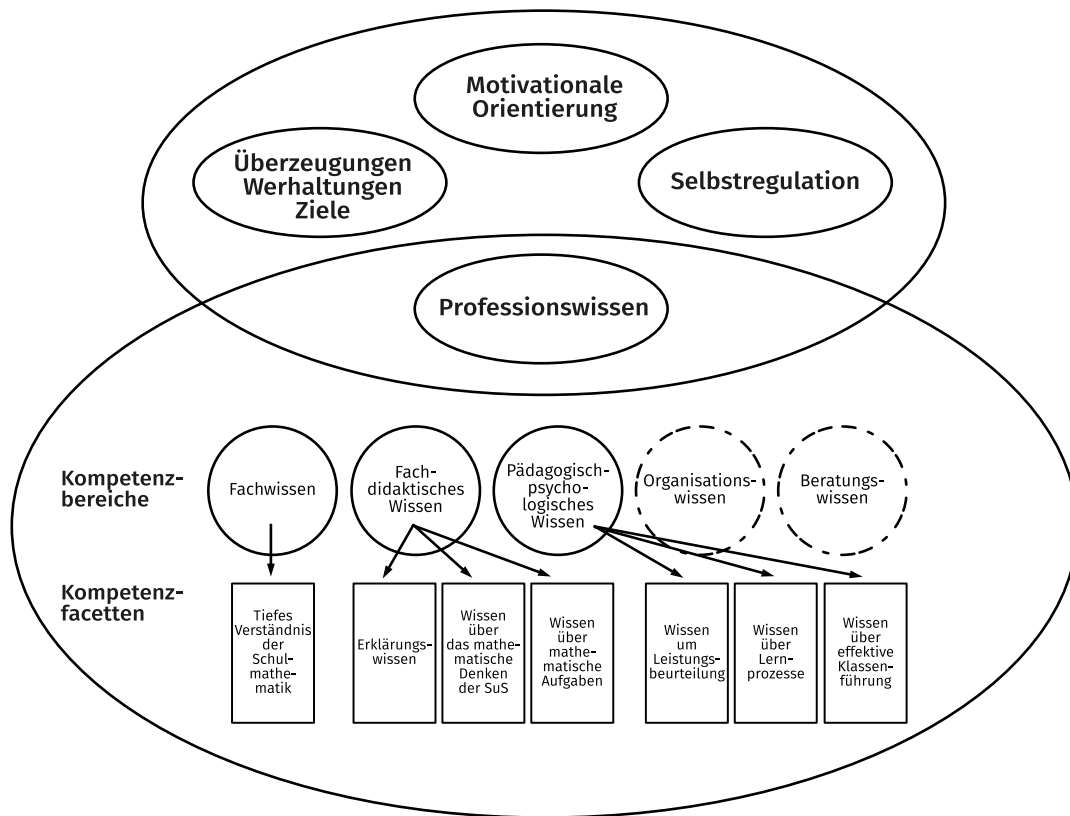 Motivationale
Orientierung
Überzeugungen
Werhaltungen
Ziele
Selbstregulation
Professionswissen
Kompetenz-
bereiche
Fachwissen
Fach-
didaktisches
Wissen
Pädagogisch-
psycho-
logisches
Wissen
Organisations-
wissen
Beratungs-
wissen
Kompetenz-
facetten
Tiefes
Verständnis
der
Schul-
mathe-
matik
Erklärungs-
wissen
Wissen
über
das mathe-
matische
Denken
der SuS
Wissen
über
mathe-
matische
Aufgaben
Wissen
um
Leistungs-
beurteilung
Wissen
über
Lern-
prozesse
Wissen
über
effektive
Klassen-
führung